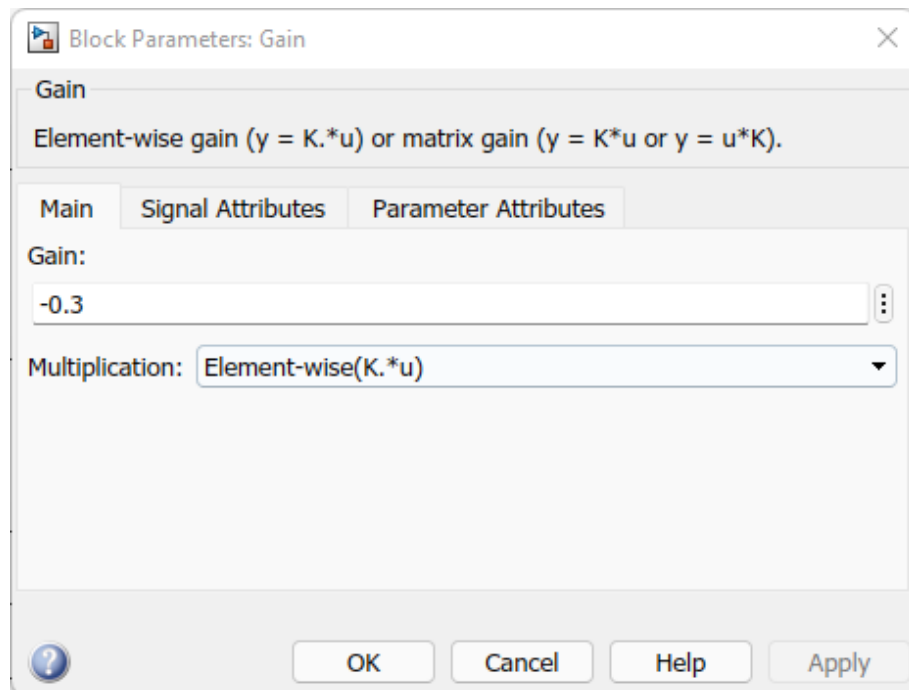 Block Parameters: Gain
Gain
Element-wise gain (y = K.*u) or matrix gain (y = K*u or y = u*K).
Main Signal Attributes Parameter Attributes
Gain:
-0.3
Multiplication: Element-wise(K.*u)
? OK Cancel Help Apply